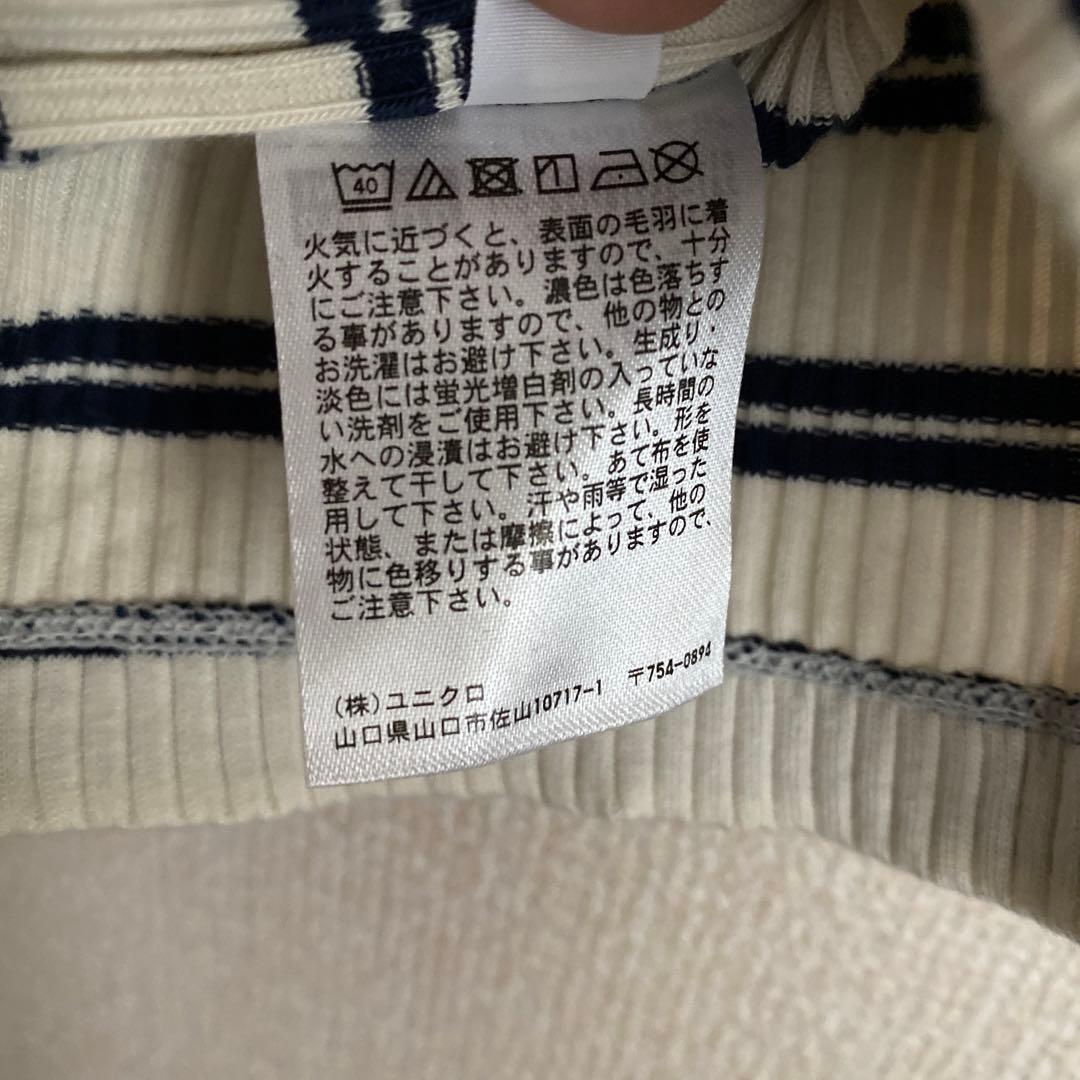 40
火気に近づくと、表面の毛羽に着
火することがありますので、十分
にご注意下さい。濃色は色落ちす
る事がありますので、他の物との
お洗濯はお避け下さい。生成り・
淡色には蛍光増白剤の入っていな
い洗剤をご使用下さい。長時間の
水への浸漬はお避け下さい。形を
整えて干して下さい。あて布を使
用して下さい。汗や雨等で湿った
状態、または摩擦によって、他の
物に色移りする事がありますので、
ご注意下さい。
(株)ユニクロ
山口県山口市佐山10717-1 〒754-0894